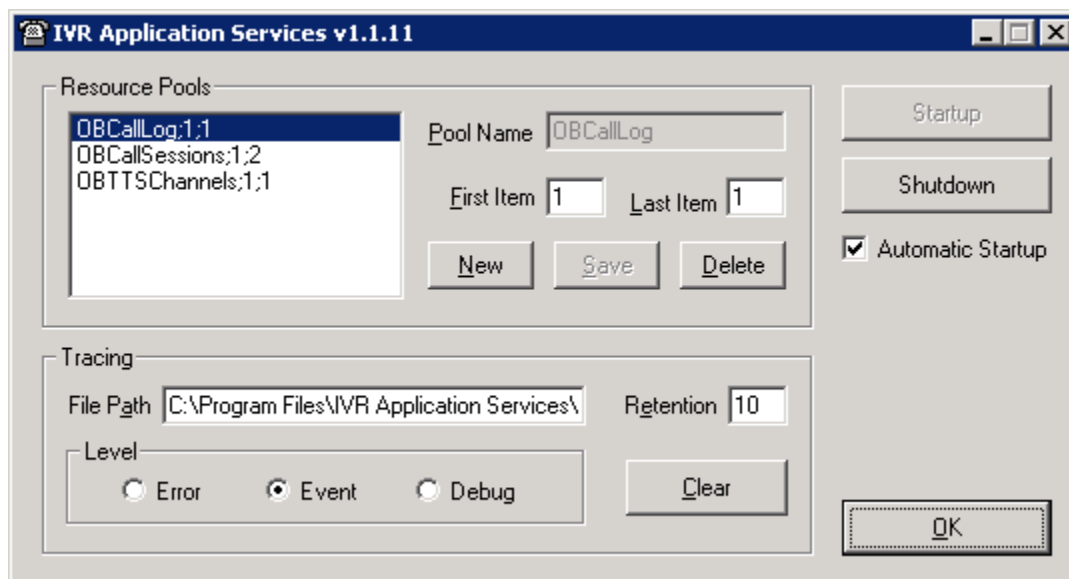 IVR Application Services v1.1.11
Resource Pools
OBCallLog;1;1
OBCallSessions;1;2
OBTTSChannels;1;1
Pool Name OBCallLog
First Item 1 Last Item 1
New Save Delete
Startup
Shutdown
Automatic Startup
Tracing
File Path C:\Program Files\IVR Application Services\ Retention 10
Level
Error Event Debug
Clear
OK